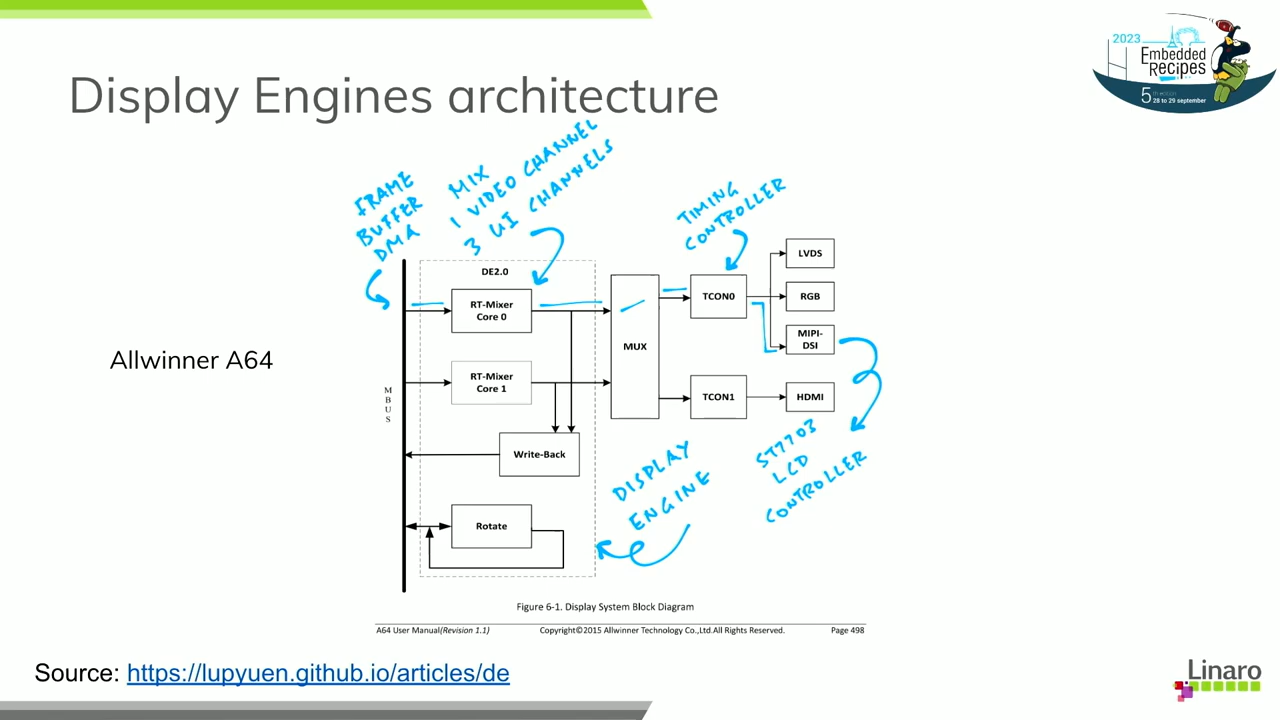 2023
Embedded
Recipes
5
28 to 29 september
Display Engines architecture
FRAME
BUFFER
DMA
MIX
1 VIDEO CHANNEL
3 UI CHANNELS
TIMING
CONTROLLER
DE2.0
RT-Mixer
Core 0
MUX
TCON0
LVDS
RGB
MIPI-
DSI
Allwinner A64
MBUS
RT-Mixer
Core 1
TCON1
HDMI
Write-Back
Rotate
DISPLAY
ENGINE
ST7703
LCD
CONTROLLER
Figure 6-1. Display System Block Diagram
A64 User Manual(Revision 1.1) Copyright©2015 Allwinner Technology Co.,Ltd.All Rights Reserved. Page 498
Source: https://lupyuen.github.io/articles/de
Linaro